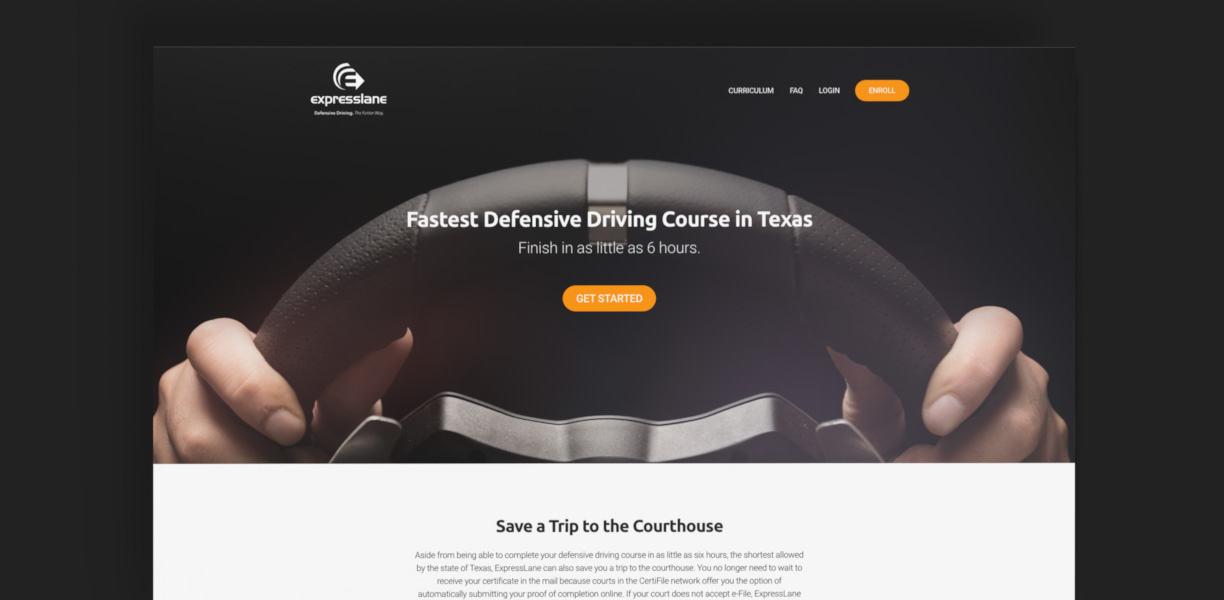 expresslane
Defensive Driving. The Faster Way.
CURRICULUM FAQ LOGIN ENROLL
Fastest Defensive Driving Course in Texas
Finish in as little as 6 hours.
GET STARTED
Save a Trip to the Courthouse
Aside from being able to complete your defensive driving course in as little as six hours, the shortest allowed
by the state of Texas, ExpressLane can also save you a trip to the courthouse. You no longer need to wait to
receive your certificate in the mail because courts in the CertiFile network offer you the option of
automatically submitting your proof of completion online. If your court does not accept e-File, ExpressLane